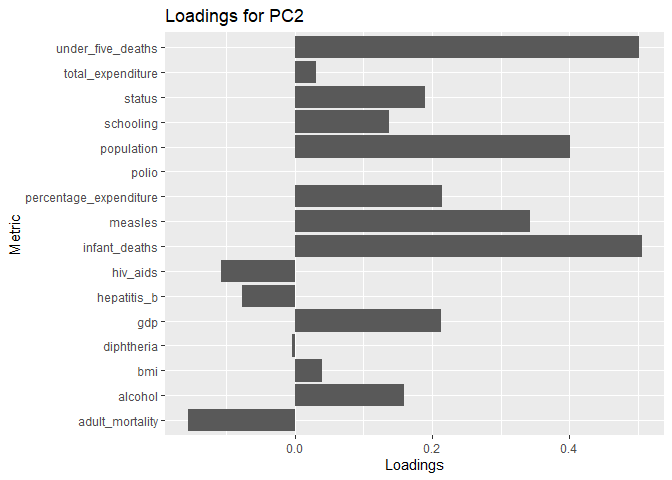 Loadings for PC2
under_five_deaths
total_expenditure
status
schooling
population
polio
percentage_expenditure
measles
infant_deaths
hiv_aids
hepatitis_b
gdp
diphtheria
bmi
alcohol
adult_mortality
Metric
0.0 0.2 0.4
Loadings